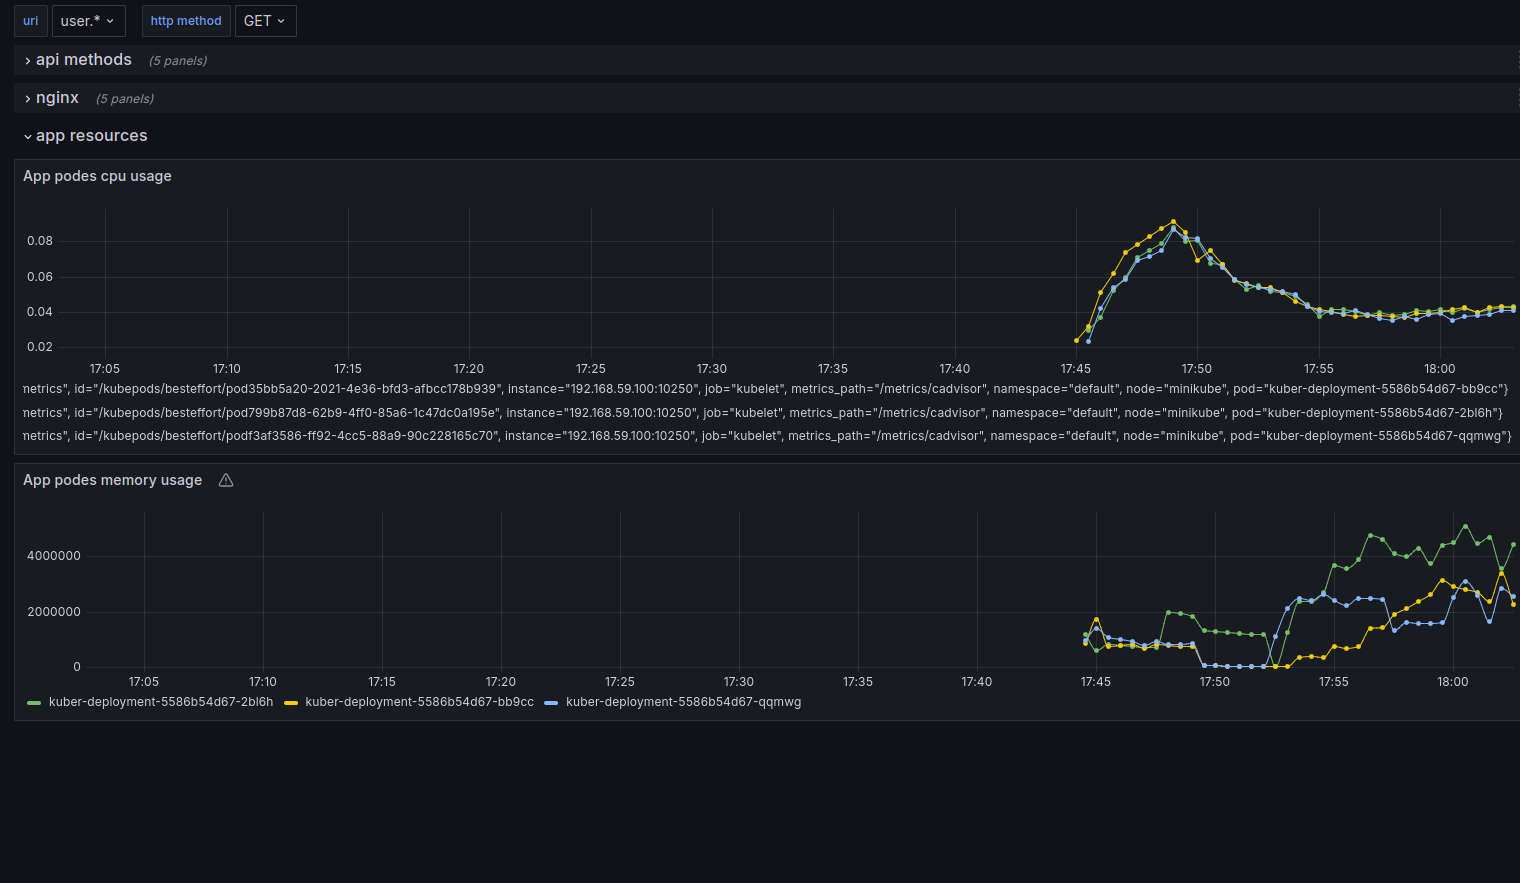 url user.* http method GET
api methods (5 panels)
nginx (5 panels)
app resources
App podes cpu usage
0.08
0.06
0.04
0.02
17:05 17:10 17:15 17:20 17:25 17:30 17:35 17:40 17:45 17:50 17:55 18:00
metrics", id="/kubepods/besteffort/pod35bb5a20-2021-4e36-bfd3-afbcc178b939", instance="192.168.59.100:10250", job="kubelet", metrics_path="/metrics/cadvisor", namespace="default", node="minikube", pod="kuber-deployment-5586b54d67-bb9cc"}
metrics", id="/kubepods/besteffort/pod799b87d8-62b9-4ff0-85a6-1c47dc0a195e", instance="192.168.59.100:10250", job="kubelet", metrics_path="/metrics/cadvisor", namespace="default", node="minikube", pod="kuber-deployment-5586b54d67-2bl6h"}
metrics", id="/kubepods/besteffort/podf3af3586-ff92-4cc5-88a9-90c228165c70", instance="192.168.59.100:10250", job="kubelet", metrics_path="/metrics/cadvisor", namespace="default", node="minikube", pod="kuber-deployment-5586b54d67-qqmwg"}
App podes memory usage
4000000
2000000
0
17:05 17:10 17:15 17:20 17:25 17:30 17:35 17:40 17:45 17:50 17:55 18:00
kuber-deployment-5586b54d67-2bl6h kuber-deployment-5586b54d67-bb9cc kuber-deployment-5586b54d67-qqmwg